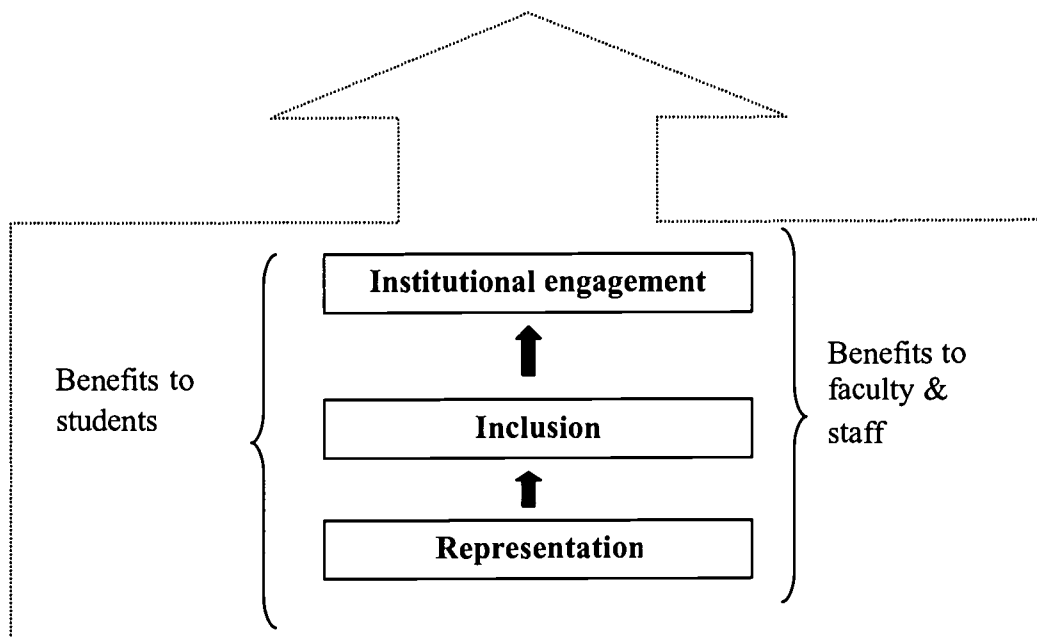 Institutional engagement
Benefits to
students
Inclusion
Benefits to
faculty &
staff
Representation